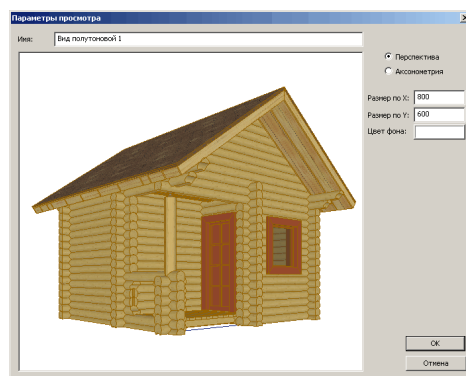 Параметры просмотра
Имя: Вид полутоновой 1
Перспектива
Аксонометрия
Размер по X: 800
Размер по Y: 600
Цвет фона:
OK
Отмена